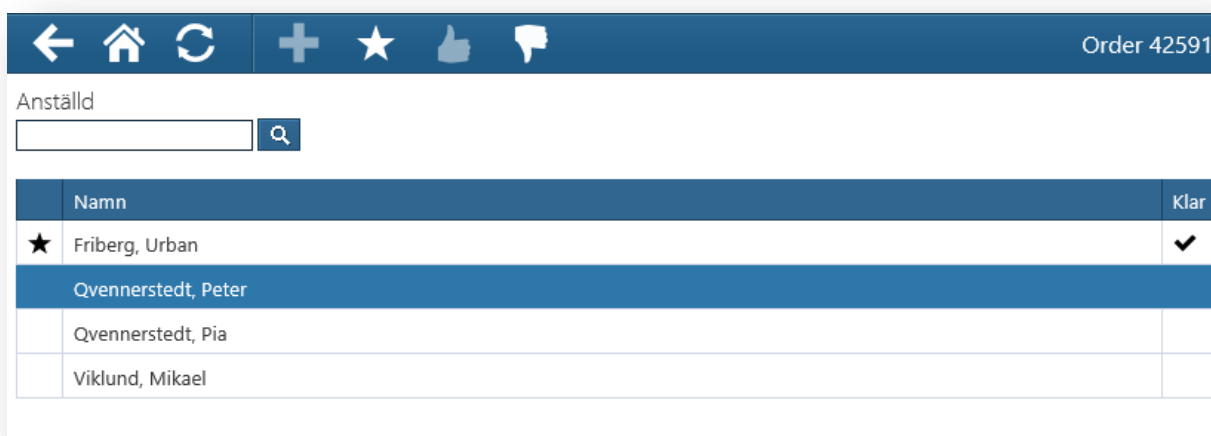 Order 42591
Anställd
Namn Klar
Friberg, Urban
Qvennerstedt, Peter
Qvennerstedt, Pia
Viklund, Mikael